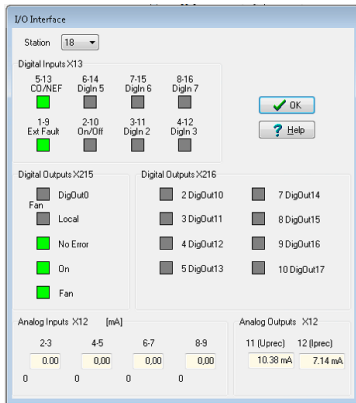 I/O Interface
Station 18
Digital Inputs X13
5-13 6-14 7-15 8-16
CO/NEF DigIn 5 DigIn 6 DigIn 7
1-9 2-10 3-11 4-12
Ext Fault On/Off DigIn 2 DigIn 3
OK
Help
Digital Outputs X215
DigOut0
Fan
Local
No Error
On
Fan
Digital Outputs X216
2 DigOut10 7 DigOut14
3 DigOut11 8 DigOut15
4 DigOut12 9 DigOut16
5 DigOut13 10 DigOut17
Analog Inputs X12 [mA]
2-3 4-5 6-7 8-9
0.00 0,00 0,00 0,00
0 0 0 0
Analog Outputs X12
11 (Uprec) 12 (Iprec)
10.38 mA 7.14 mA